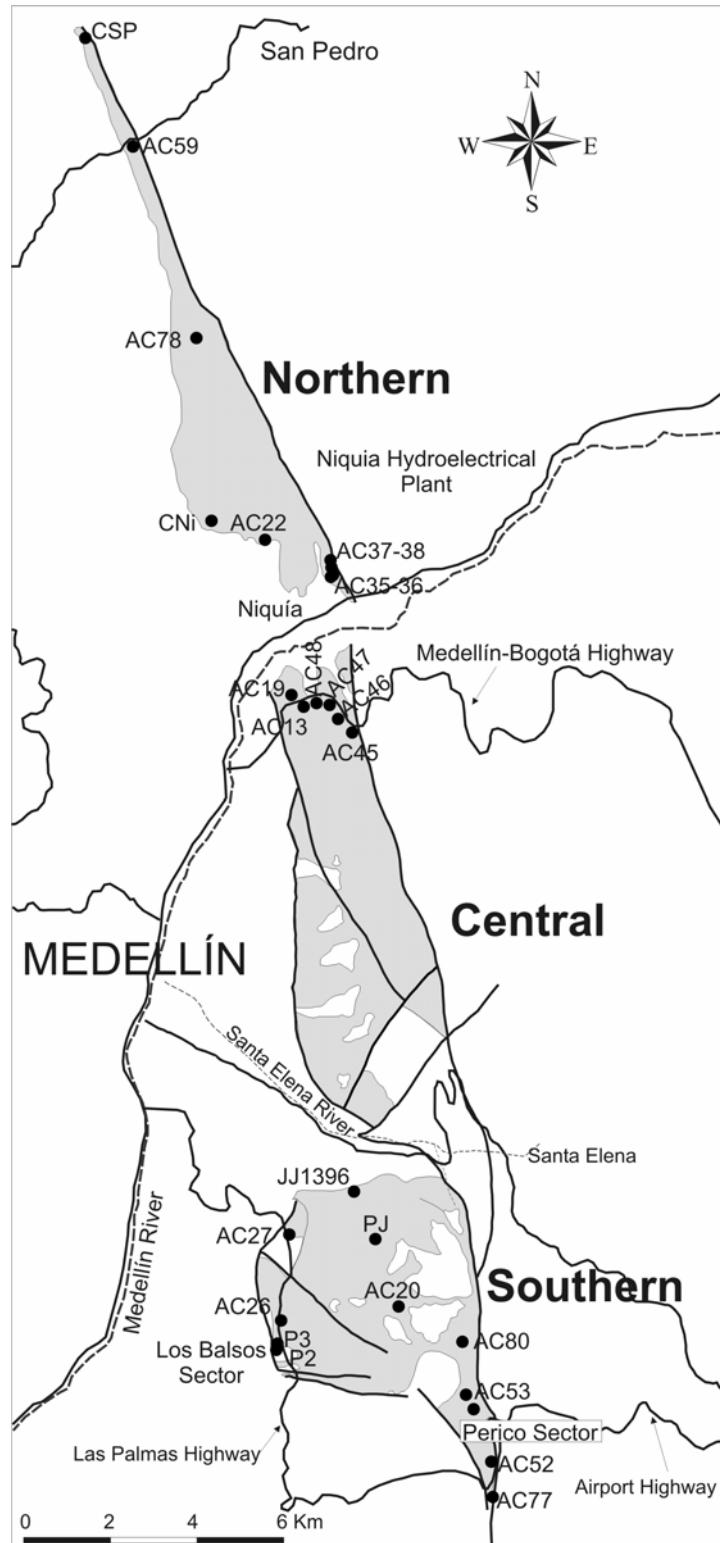 CSP
San Pedro
N
W
E
S
AC59
AC78
Northern
Niquia Hydroelectrical
Plant
CNi
AC22
AC37-38
AC35-36
Niquía
Medellín-Bogotá Highway
AC48
AC47
AC46
AC19
AC13
AC45
Central
MEDELLÍN
Santa Elena River
Santa Elena
JJ1396
Medellín River
AC27
PJ
Southern
AC20
AC26
AC80
P3
P2
Los Balsos
Sector
AC53
Perico Sector
Las Palmas Highway
AC52
Airport Highway
AC77
0 2 4 6 Km